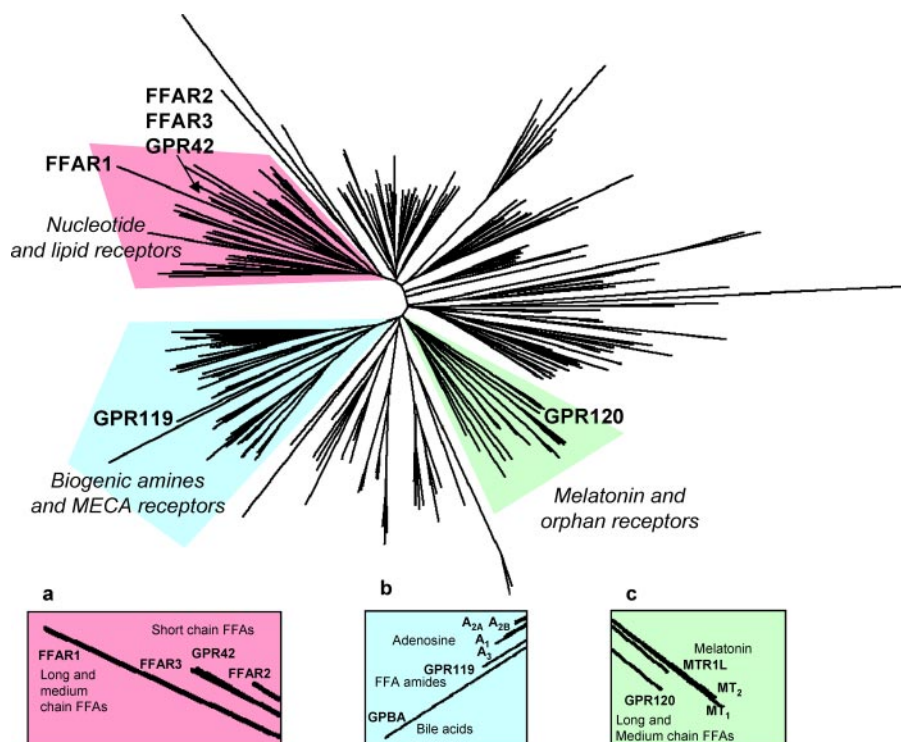 FFAR2
FFAR3
GPR42
FFAR1
Nucleotide
and lipid receptors
GPR119
GPR120
Biogenic amines
and MECA receptors
Melatonin and
orphan receptors
a
Short chain FFAs
FFAR1
FFAR3
GPR42
FFAR2
Long and
medium
chain FFAs
b
A2A A2B
Adenosine
A1
A3
GPR119
FFA amides
GPBA
Bile acids
c
Melatonin
MTR1L
GPR120
MT2
MT1
Long and
Medium chain FFAs